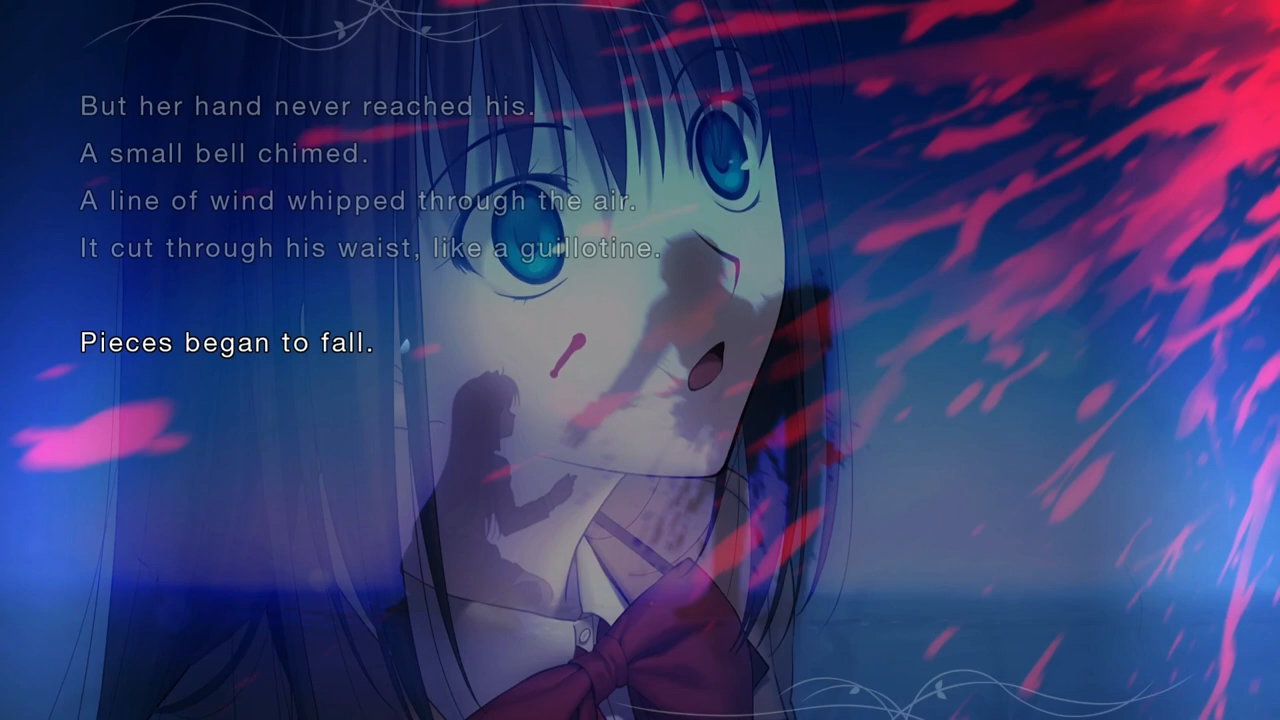 But her hand never reached his.
A small bell chimed.
A line of wind whipped through the air.
It cut through his waist, like a guillotine.
Pieces began to fall.